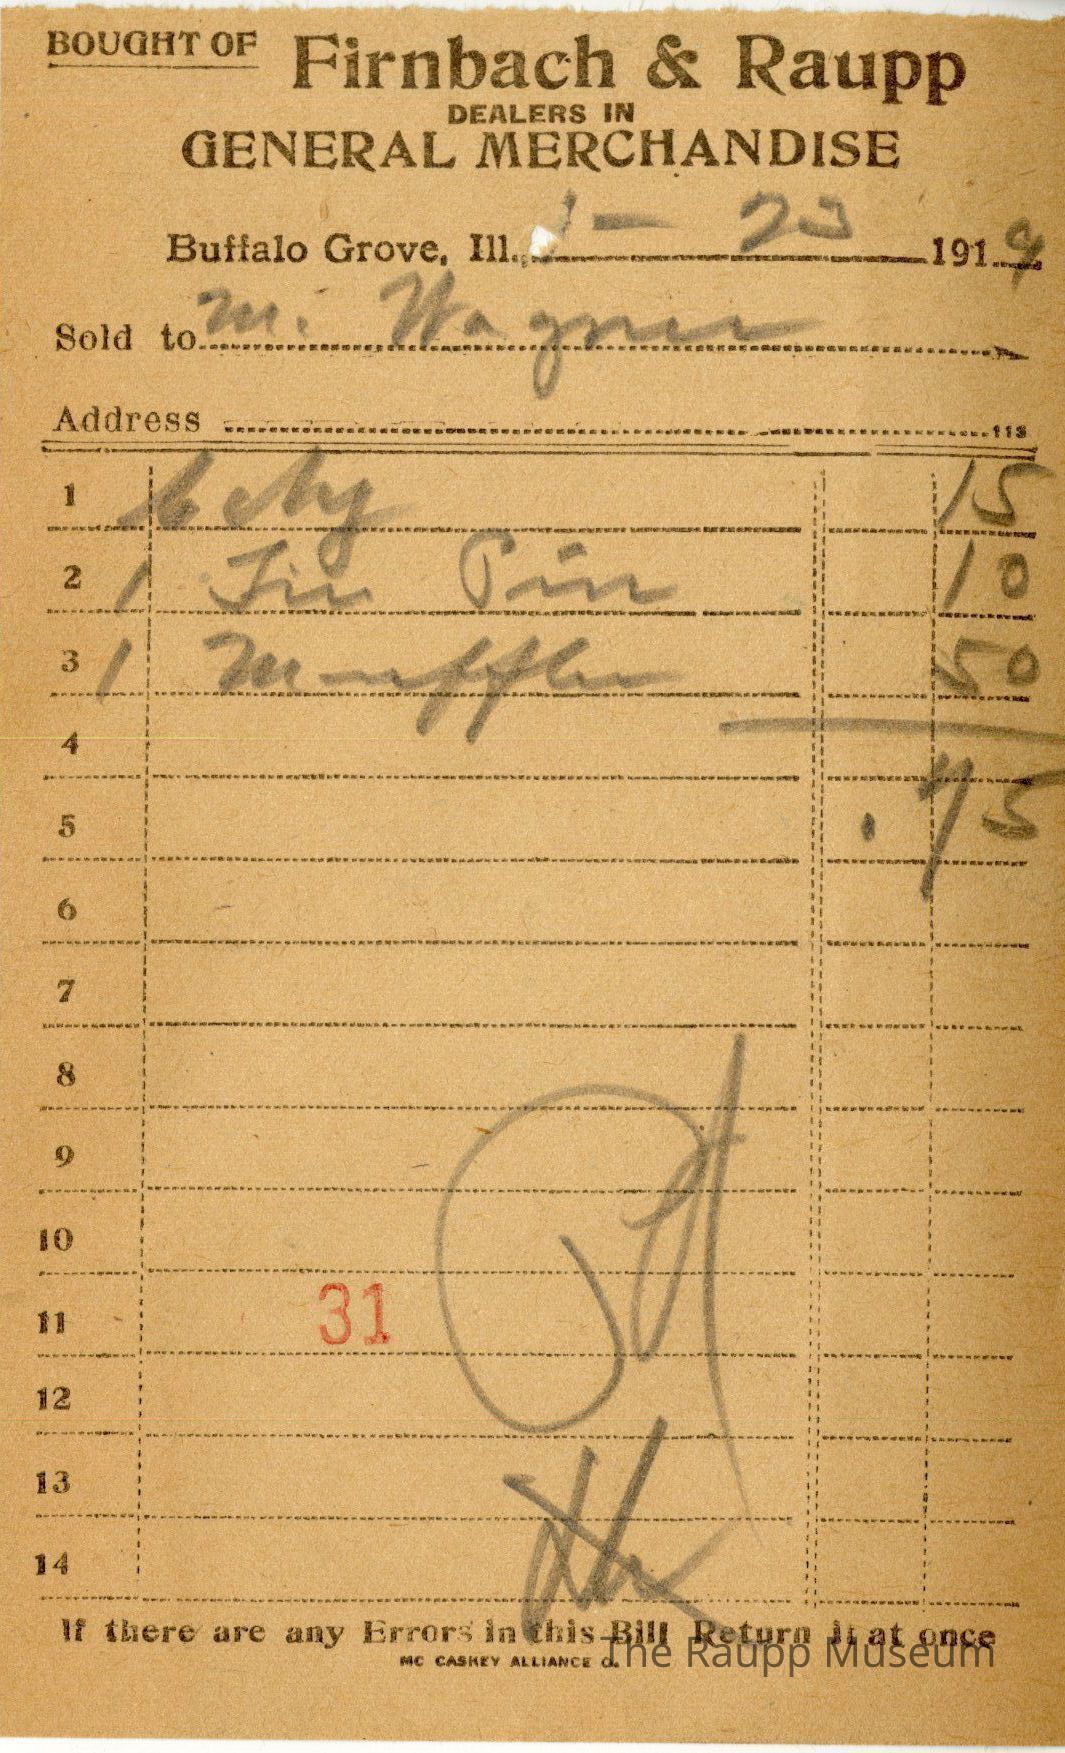 BOUGHT OF Firnbach & Raupp
DEALERS IN
GENERAL MERCHANDISE
Buffalo Grove, Ill. 1 - 23 191
Sold to M. Wagner
Address 113
1 15
2 1 Tin 10
3 1 Muffler 50
4
5 .75
6
7
8
9
10
11 31
12
13
14
If there are any Errors in this Bill Return it at once
MC CASKEY ALLIANCE O.
The Raupp Museum